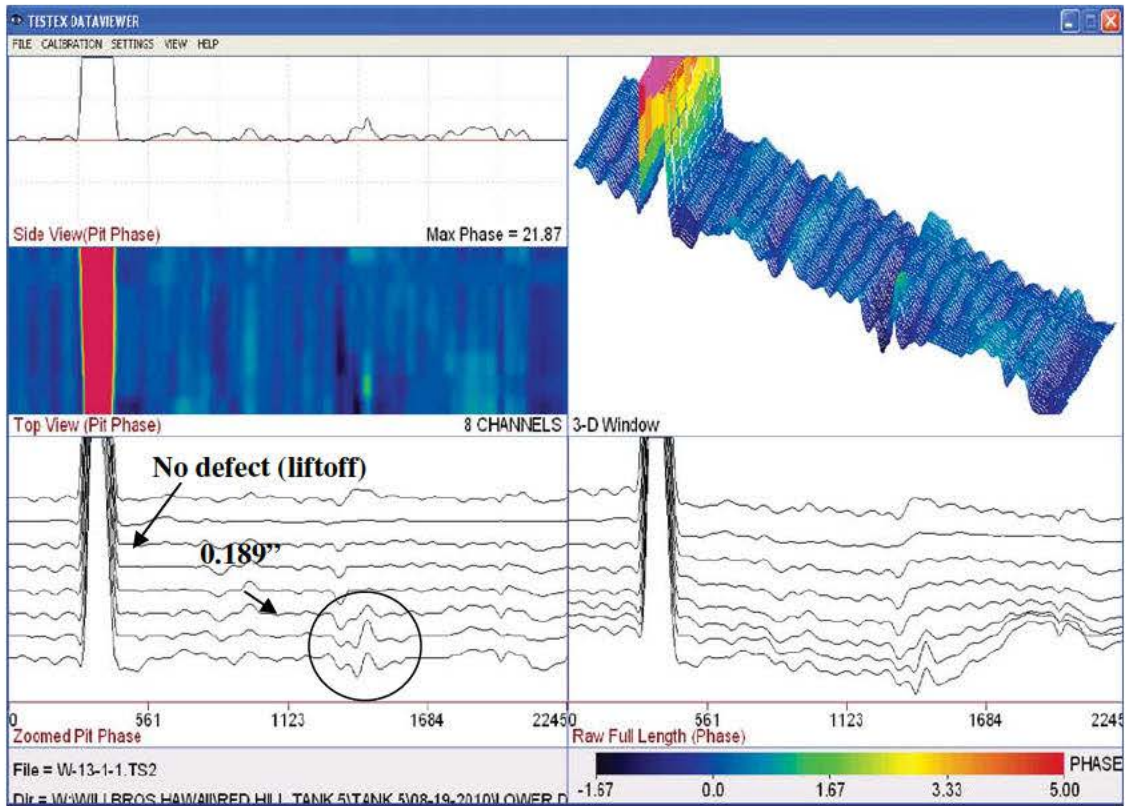 TESTEX DATAVIEWER
FILE CALIBRATION SETTINGS VIEW HELP
Side View(Pit Phase) Max Phase = 21.87
Top View (Pit Phase) 8 CHANNELS
3-D Window
No defect (liftoff)
0.189”
0 561 1123 1684 2245
Zoomed Pit Phase
0 561 1123 1684 2245
Raw Full Length (Phase)
File = W-13-1-1.TS2
Dir = W:\WILLBROS HAWAII\RED HILL TANK 5\TANK 5\08-19-2010\LOWER D
PHASE
-1.67 0.0 1.67 3.33 5.00